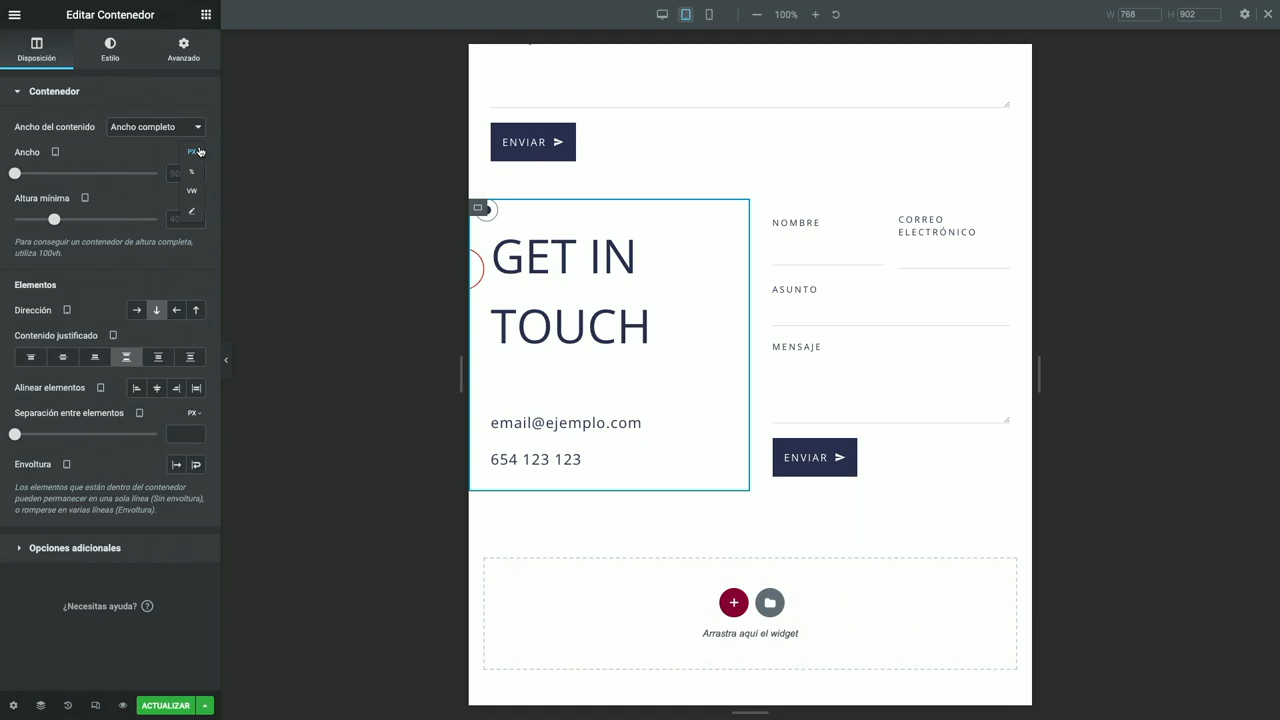 Editar Contenedor
100%
W 768 H 902
Disposición Estilo Avanzado
Contenedor
Ancho del contenido Ancho completo
Ancho PX
50
%
VW
Altura mínima
40
Para conseguir un contenedor de altura completa,
utiliza 100vh.
Elementos
Dirección
Contenido justificado
Alinear elementos
Separación entre elementos PX
Envoltura
Los elementos que están dentro del contenedor
pueden permanecer en una sola línea (Sin envoltura),
o romperse en varias líneas (Envoltura).
Opciones adicionales
¿Necesitas ayuda? ?
ACTUALIZAR
ENVIAR
GET IN
TOUCH
email@ejemplo.com
654 123 123
NOMBRE
CORREO
ELECTRÓNICO
ASUNTO
MENSAJE
ENVIAR
Arrastra aquí el widget